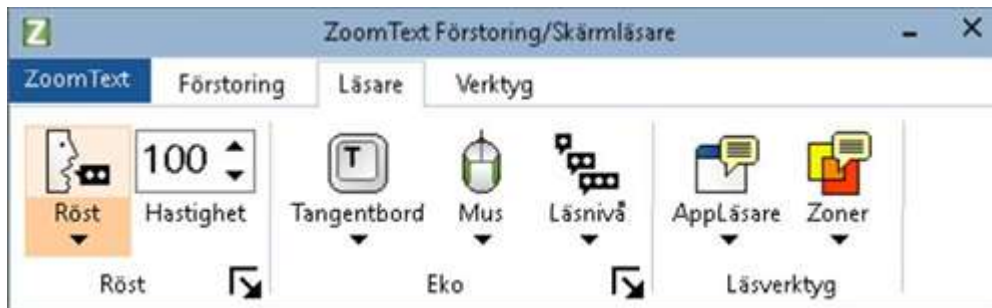 ZoomText Förstoring/Skärmläsare
ZoomText Förstoring Läsare Verktyg
100 T
Röst Hastighet Tangentbord Mus Läsnivå AppLäsare Zoner
Röst Eko Läsverktyg